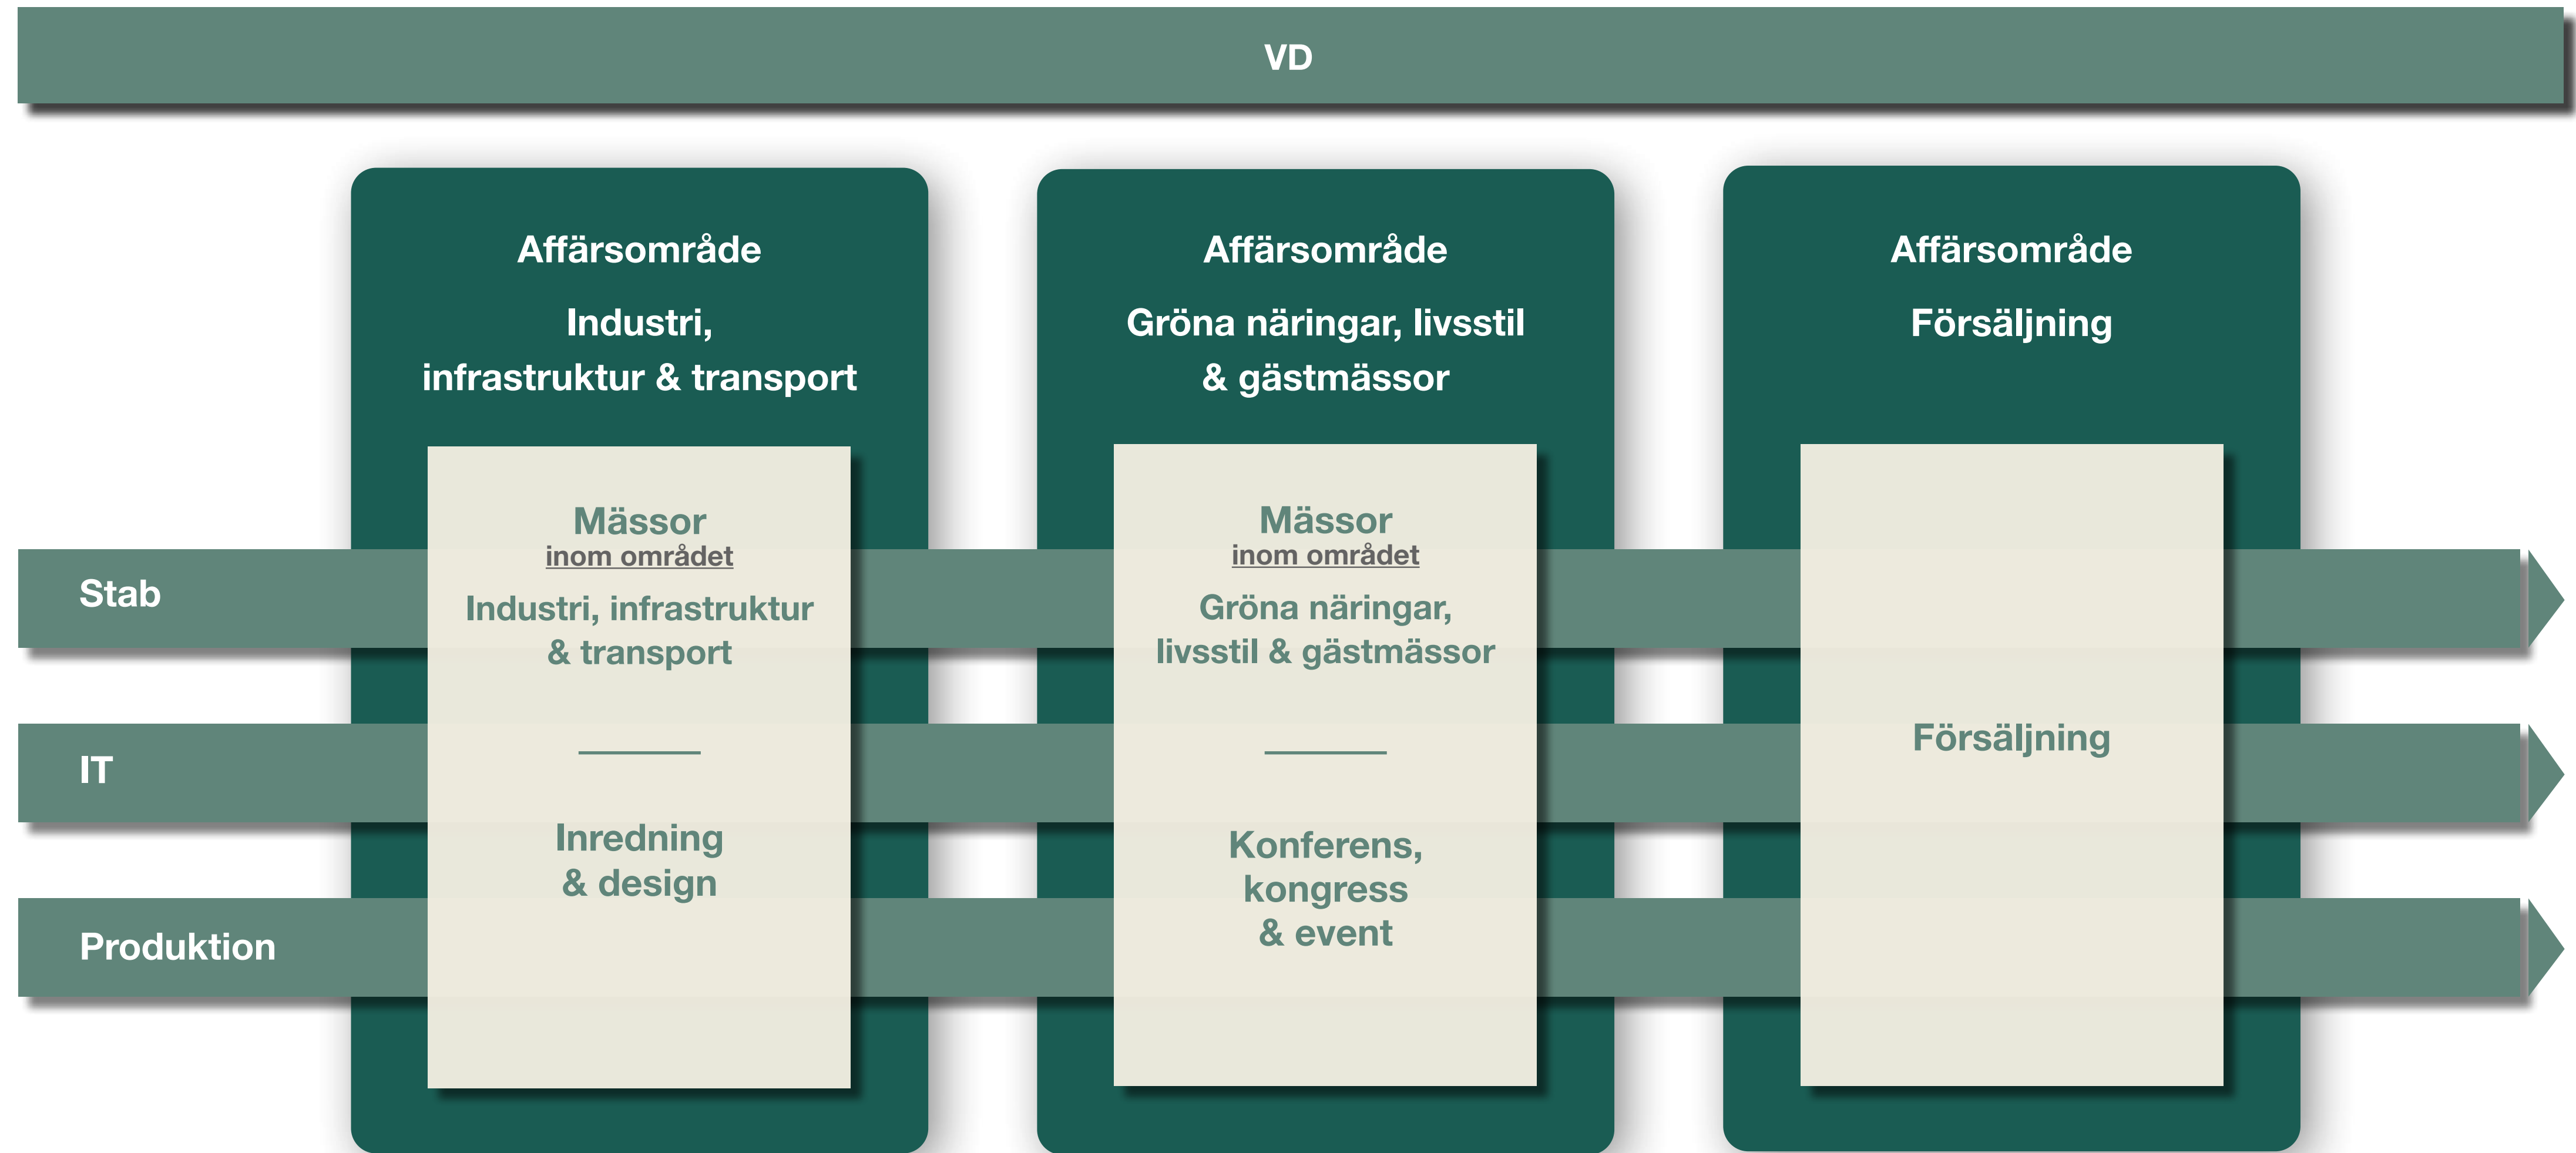 VD
Affärsområde
Industri,
infrastruktur & transport
Affärsområde
Gröna näringar, livsstil
& gästmässor
Affärsområde
Försäljning
Stab
IT
Produktion
Mässor
inom området
Industri, infrastruktur
& transport
Inredning
& design
Mässor
inom området
Gröna näringar,
livsstil & gästmässor
Konferens,
kongress
& event
Försäljning